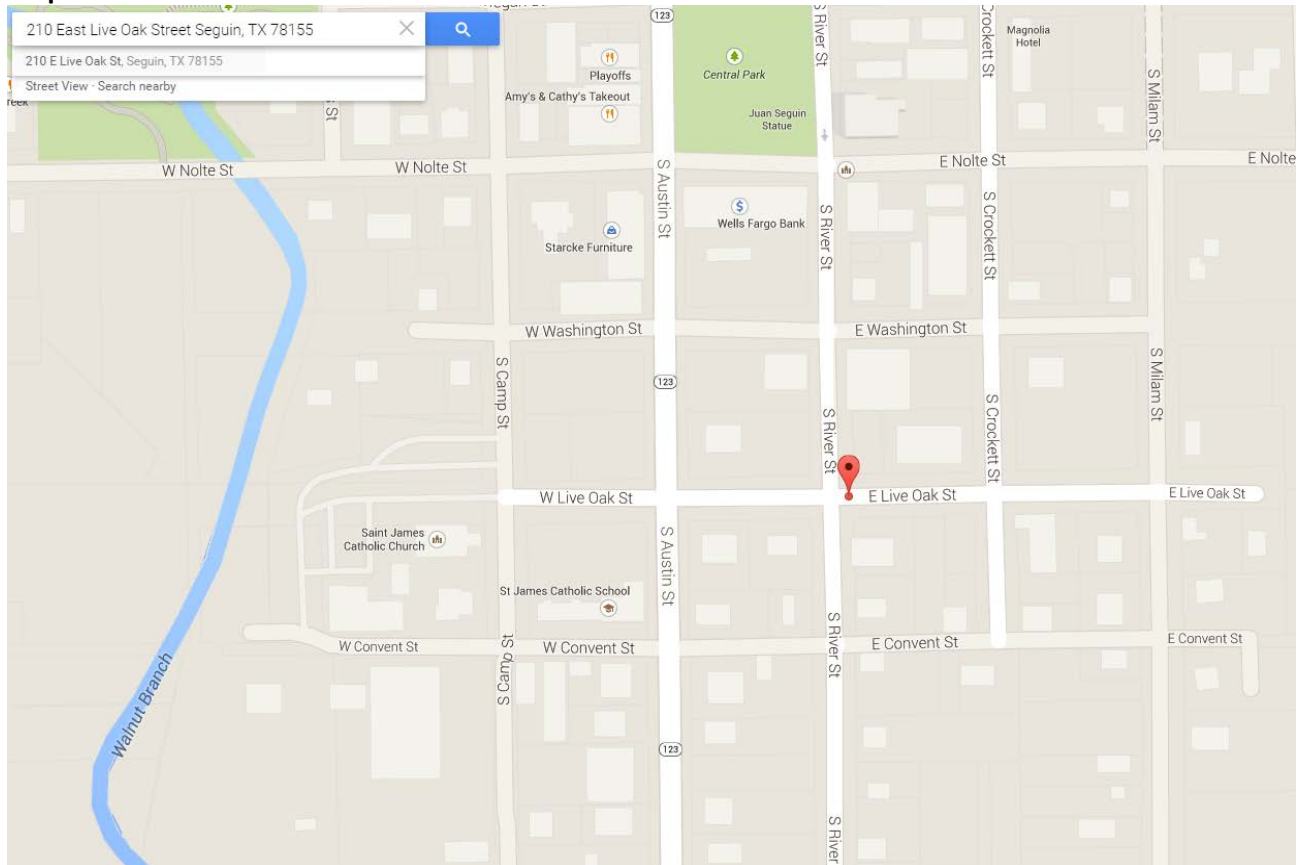 210 East Live Oak Street Seguin, TX 78155
210 E Live Oak St, Seguin, TX 78155
Street View · Search nearby
123
S River St
Crockett St
Magnolia
Hotel
Playoffs
Central Park
Amy's & Cathy's Takeout
Juan Seguin
Statue
S Milam St
St
W Nolte St
W Nolte St
E Nolte St
E Nolte
S Austin St
S River St
S Crockett St
Wells Fargo Bank
Starcke Furniture
W Washington St
E Washington St
S Camp St
123
S River St
S Crockett St
S Milam St
W Live Oak St
E Live Oak St
E Live Oak St
Saint James
Catholic Church
S Austin St
St James Catholic School
S River St
W Convent St
W Convent St
E Convent St
E Convent St
S Camp St
Walnut Branch
123
S River